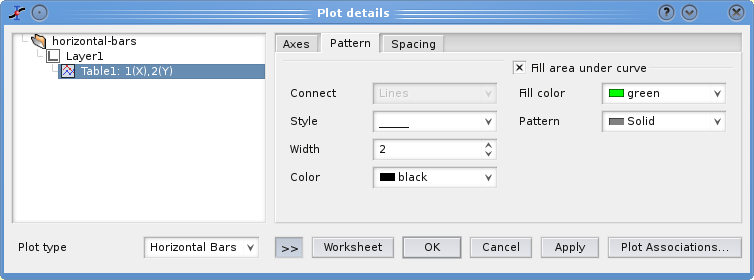 Plot details
horizontal-bars
Layer1
Table1: 1(X),2(Y)
Axes Pattern Spacing
Fill area under curve
Connect Lines Fill color green
Style Pattern Solid
Width 2
Color black
Plot type Horizontal Bars >> Worksheet OK Cancel Apply Plot Associations...